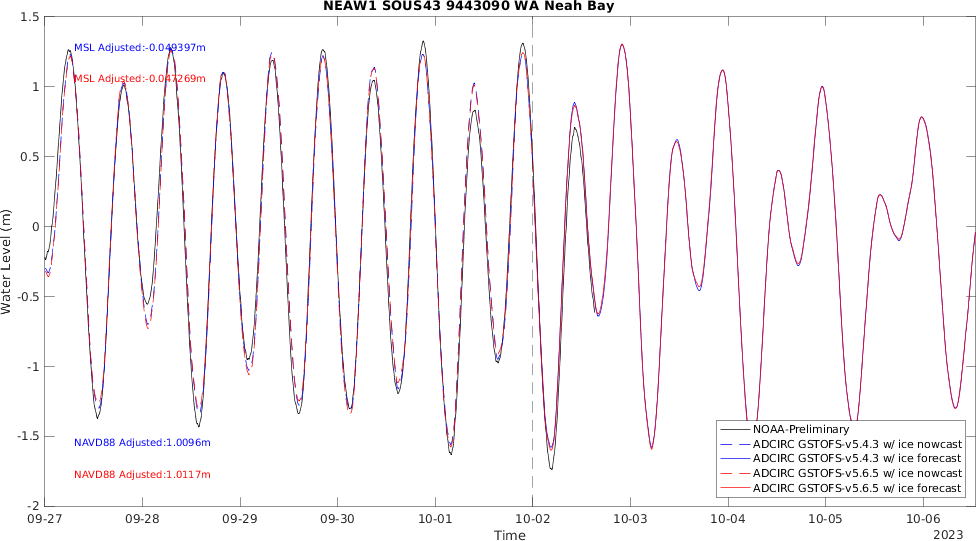 NEAW1 SOUS43 9443090 WA Neah Bay
1.5
1
0.5
0
-0.5
-1
-1.5
-2
Water Level (m)
MSL Adjusted:-0.049397m
MSL Adjusted:-0.047269m
NAVD88 Adjusted:1.0096m
NAVD88 Adjusted:1.0117m
NOAA-Preliminary
ADCIRC GSTOFS-v5.4.3 w/ ice nowcast
ADCIRC GSTOFS-v5.4.3 w/ ice forecast
ADCIRC GSTOFS-v5.6.5 w/ ice nowcast
ADCIRC GSTOFS-v5.6.5 w/ ice forecast
09-27 09-28 09-29 09-30 10-01 10-02 10-03 10-04 10-05 10-06
Time
2023